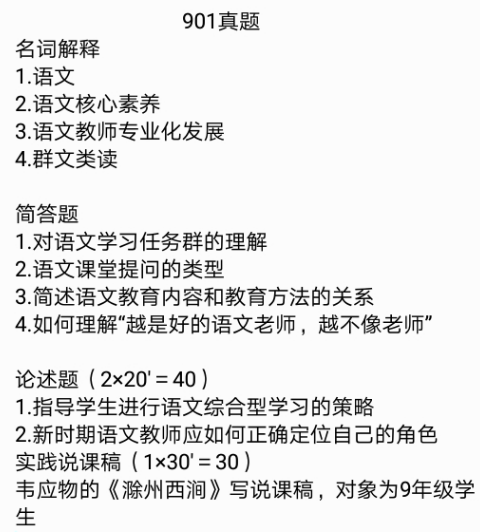 901真题
名词解释
1.语文
2.语文核心素养
3.语文教师专业化发展
4.群文类读
简答题
1.对语文学习任务群的理解
2.语文课堂提问的类型
3.简述语文教育内容和教育方法的关系
4.如何理解“越是好的语文老师，越不像老师”
论述题（2×20'＝40）
1.指导学生进行语文综合型学习的策略
2.新时期语文教师应如何正确定位自己的角色
实践说课稿（1×30'＝30）
韦应物的《滁州西涧》写说课稿，对象为9年级学
生